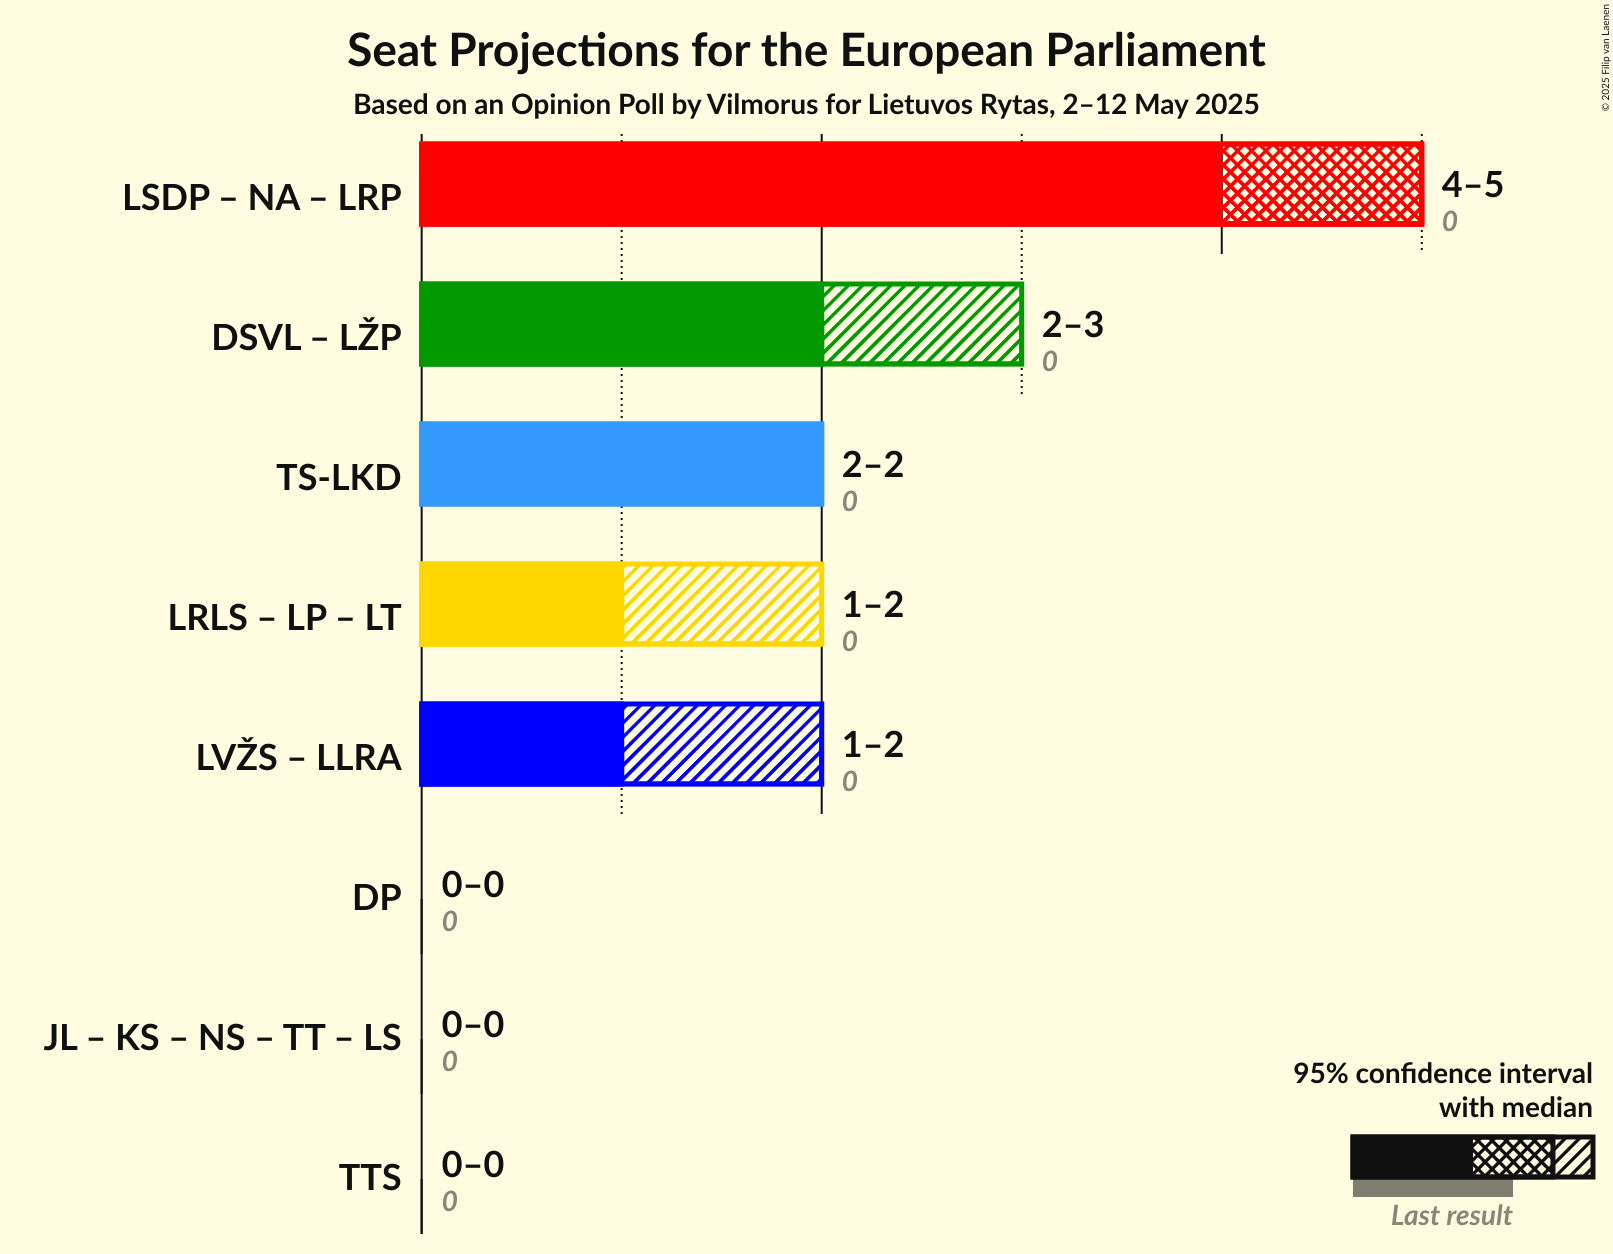 Seat Projections for the European Parliament
Based on an Opinion Poll by Vilmorus for Lietuvos Rytas, 2–12 May 2025
© 2025 Filip van Laenen
LSDP – NA – LRP
4–5
0
DSVL – LŽP
2–3
0
TS-LKD
2–2
0
LRLS – LP – LT
1–2
0
LVŽS – LLRA
1–2
0
DP
0–0
0
JL – KS – NS – TT – LS
0–0
0
TTS
0–0
0
95% confidence interval
with median
Last result